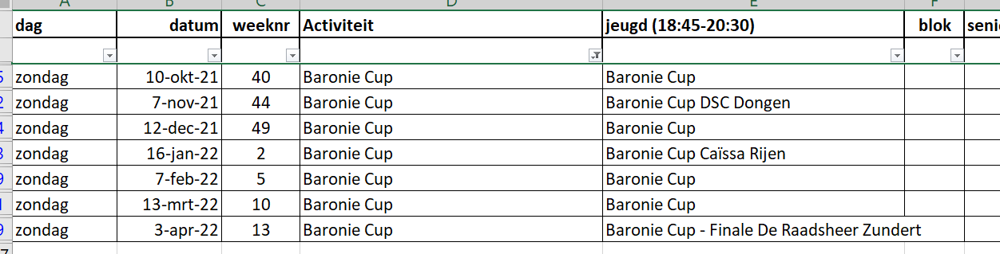 A B C D E F
dag datum weeknr Activiteit jeugd (18:45-20:30) blok
zondag 10-okt-21 40 Baronie Cup Baronie Cup
zondag 7-nov-21 44 Baronie Cup Baronie Cup DSC Dongen
zondag 12-dec-21 49 Baronie Cup Baronie Cup
zondag 16-jan-22 2 Baronie Cup Baronie Cup Caïssa Rijen
zondag 7-feb-22 5 Baronie Cup Baronie Cup
zondag 13-mrt-22 10 Baronie Cup Baronie Cup
zondag 3-apr-22 13 Baronie Cup Baronie Cup - Finale De Raadsheer Zundert